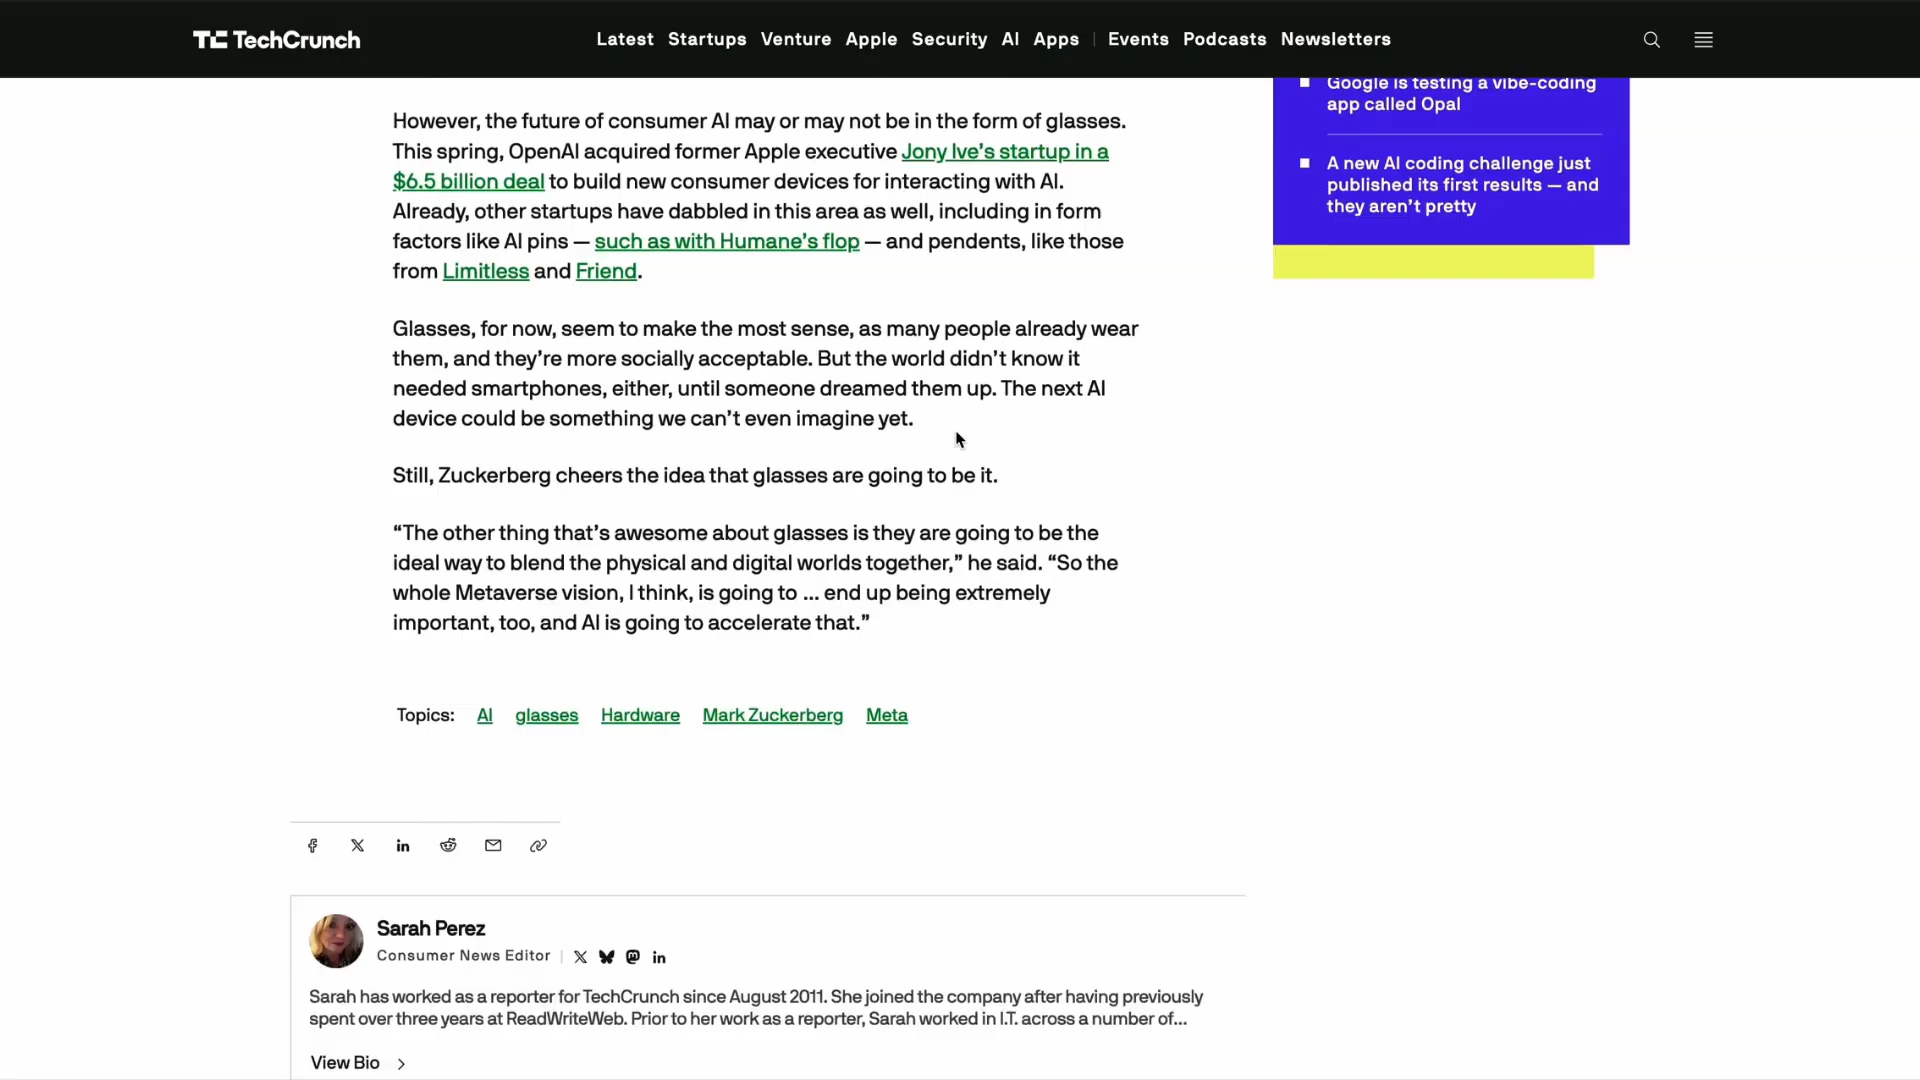 TechCrunch
Latest Startups Venture Apple Security AI Apps | Events Podcasts Newsletters
Google is testing a vibe-coding
app called Opal
A new AI coding challenge just
published its first results — and
they aren't pretty
However, the future of consumer AI may or may not be in the form of glasses.
This spring, OpenAI acquired former Apple executive Jony Ive's startup in a
$6.5 billion deal to build new consumer devices for interacting with AI.
Already, other startups have dabbled in this area as well, including in form
factors like AI pins — such as with Humane's flop — and pendents, like those
from Limitless and Friend.
Glasses, for now, seem to make the most sense, as many people already wear
them, and they're more socially acceptable. But the world didn't know it
needed smartphones, either, until someone dreamed them up. The next AI
device could be something we can't even imagine yet.
Still, Zuckerberg cheers the idea that glasses are going to be it.
“The other thing that's awesome about glasses is they are going to be the
ideal way to blend the physical and digital worlds together,” he said. “So the
whole Metaverse vision, I think, is going to … end up being extremely
important, too, and AI is going to accelerate that.”
Topics: AI glasses Hardware Mark Zuckerberg Meta
Sarah Perez
Consumer News Editor
Sarah has worked as a reporter for TechCrunch since August 2011. She joined the company after having previously
spent over three years at ReadWriteWeb. Prior to her work as a reporter, Sarah worked in I.T. across a number of…
View Bio